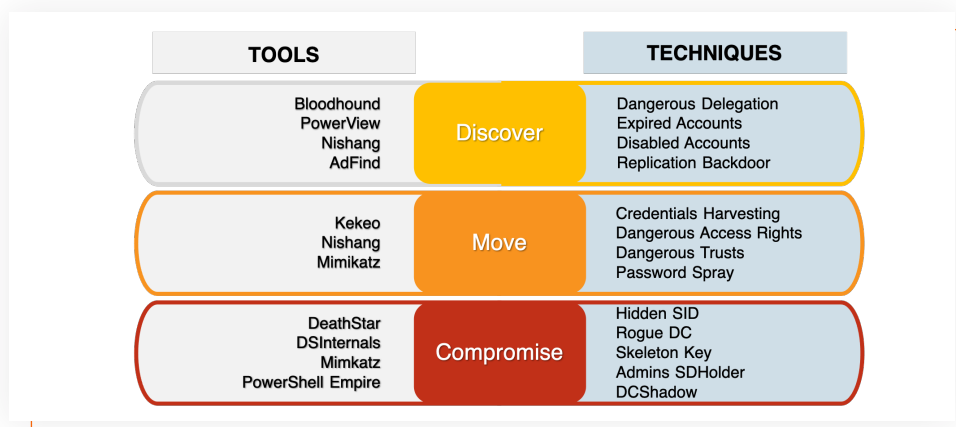 TOOLS
TECHNIQUES
Bloodhound
PowerView
Nishang
AdFind
Discover
Dangerous Delegation
Expired Accounts
Disabled Accounts
Replication Backdoor
Kekeo
Nishang
Mimikatz
Move
Credentials Harvesting
Dangerous Access Rights
Dangerous Trusts
Password Spray
DeathStar
DSInternals
Mimkatz
PowerShell Empire
Compromise
Hidden SID
Rogue DC
Skeleton Key
Admins SDHolder
DCShadow